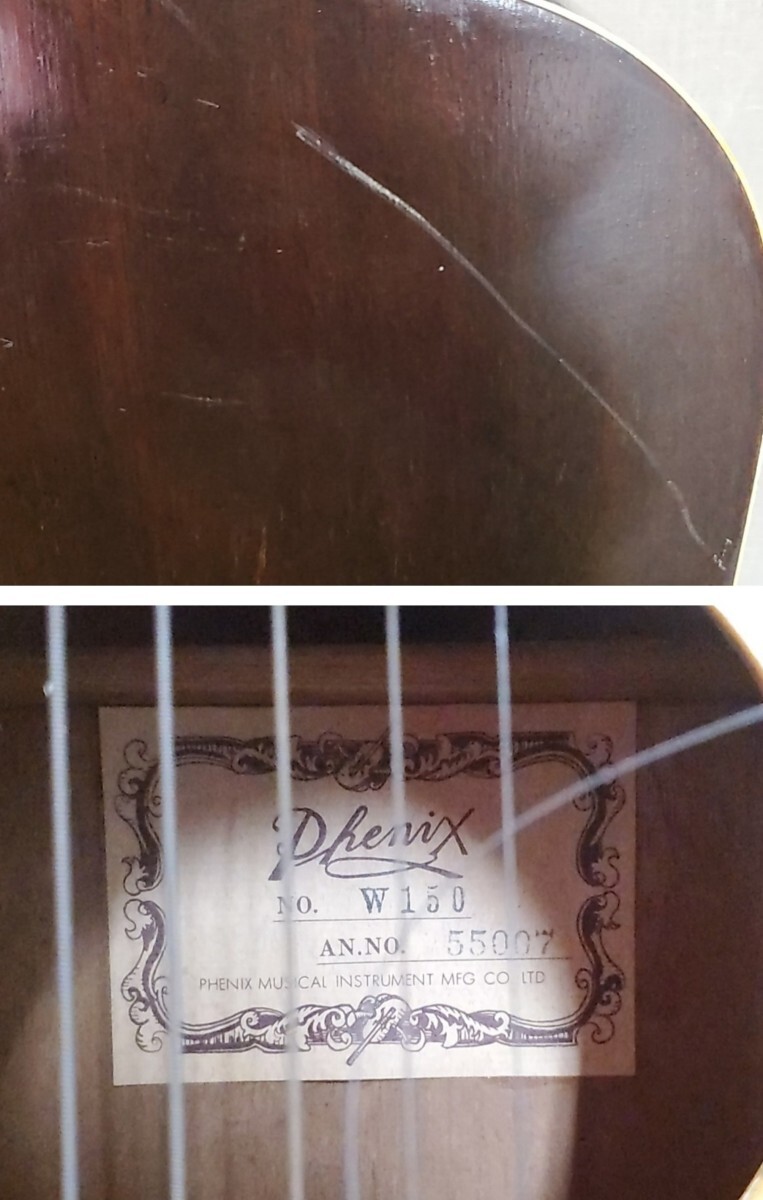 Phenix
NO. W150
AN.NO. 55007
PHENIX MUSICAL INSTRUMENT MFG CO LTD